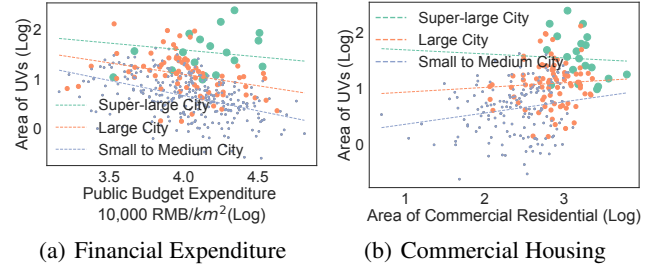 Area of UVs (Log)
2
1
0
Super-large City
Large City
Small to Medium City
3.5
4.0
4.5
Public Budget Expenditure
10,000 RMB/km²(Log)
(a) Financial Expenditure
Area of UVs (Log)
2
1
0
Super-large City
Large City
Small to Medium City
1
2
3
Area of Commercial Residential (Log)
(b) Commercial Housing